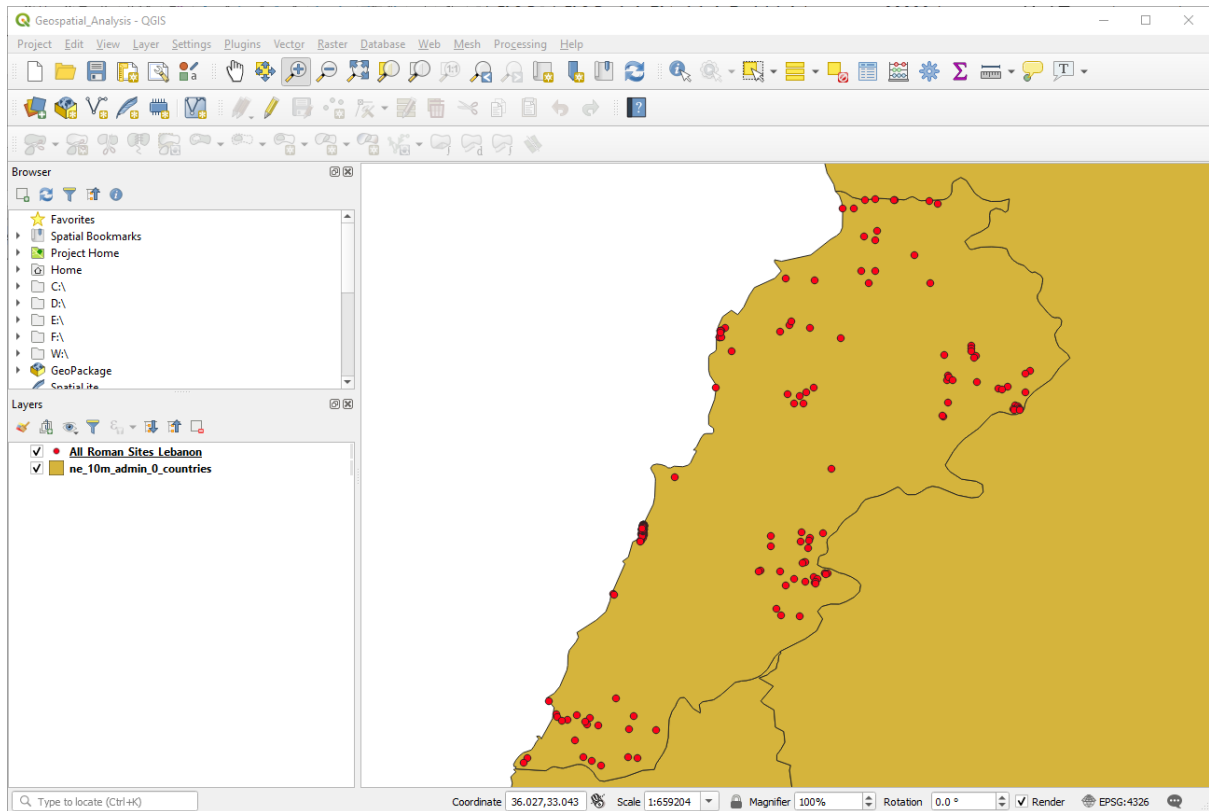 Geospatial_Analysis - QGIS
Project Edit View Layer Settings Plugins Vector Raster Database Web Mesh Processing Help
Browser
Favorites
Spatial Bookmarks
Project Home
Home
C:\
D:\
E:\
F:\
W:\
GeoPackage
SpatiaLite
Layers
All Roman Sites Lebanon
ne_10m_admin_0_countries
Type to locate (Ctrl+K)
Coordinate 36.027,33.043 Scale 1:659204 Magnifier 100% Rotation 0.0 ° Render EPSG:4326